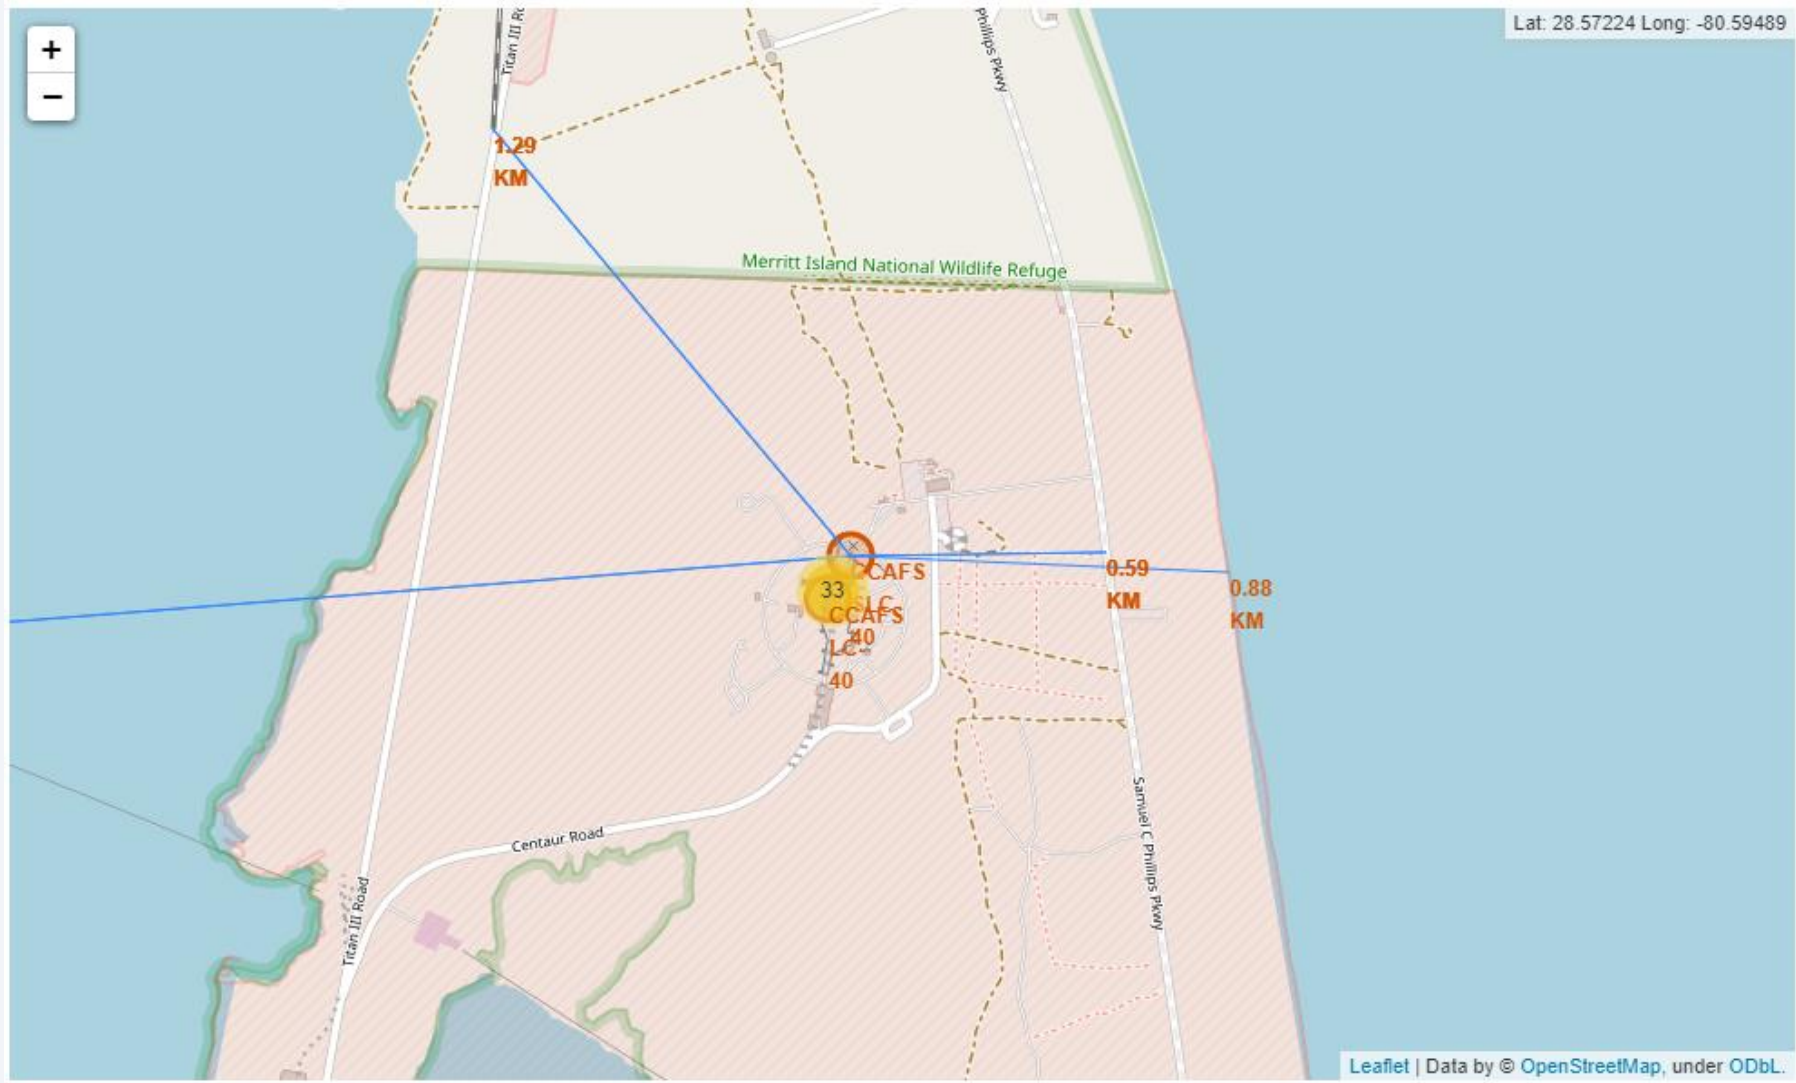 +
−
Titan III Ro
Phillips Pkwy
Lat: 28.57224 Long: -80.59489
1.29
KM
Merritt Island National Wildlife Refuge
CCAFS
SLC
40
33
CCAFS
LC-
40
0.59
KM
0.88
KM
Samuel C Phillips Pkwy
Centaur Road
Titan III Road
Leaflet | Data by © OpenStreetMap, under ODbL.